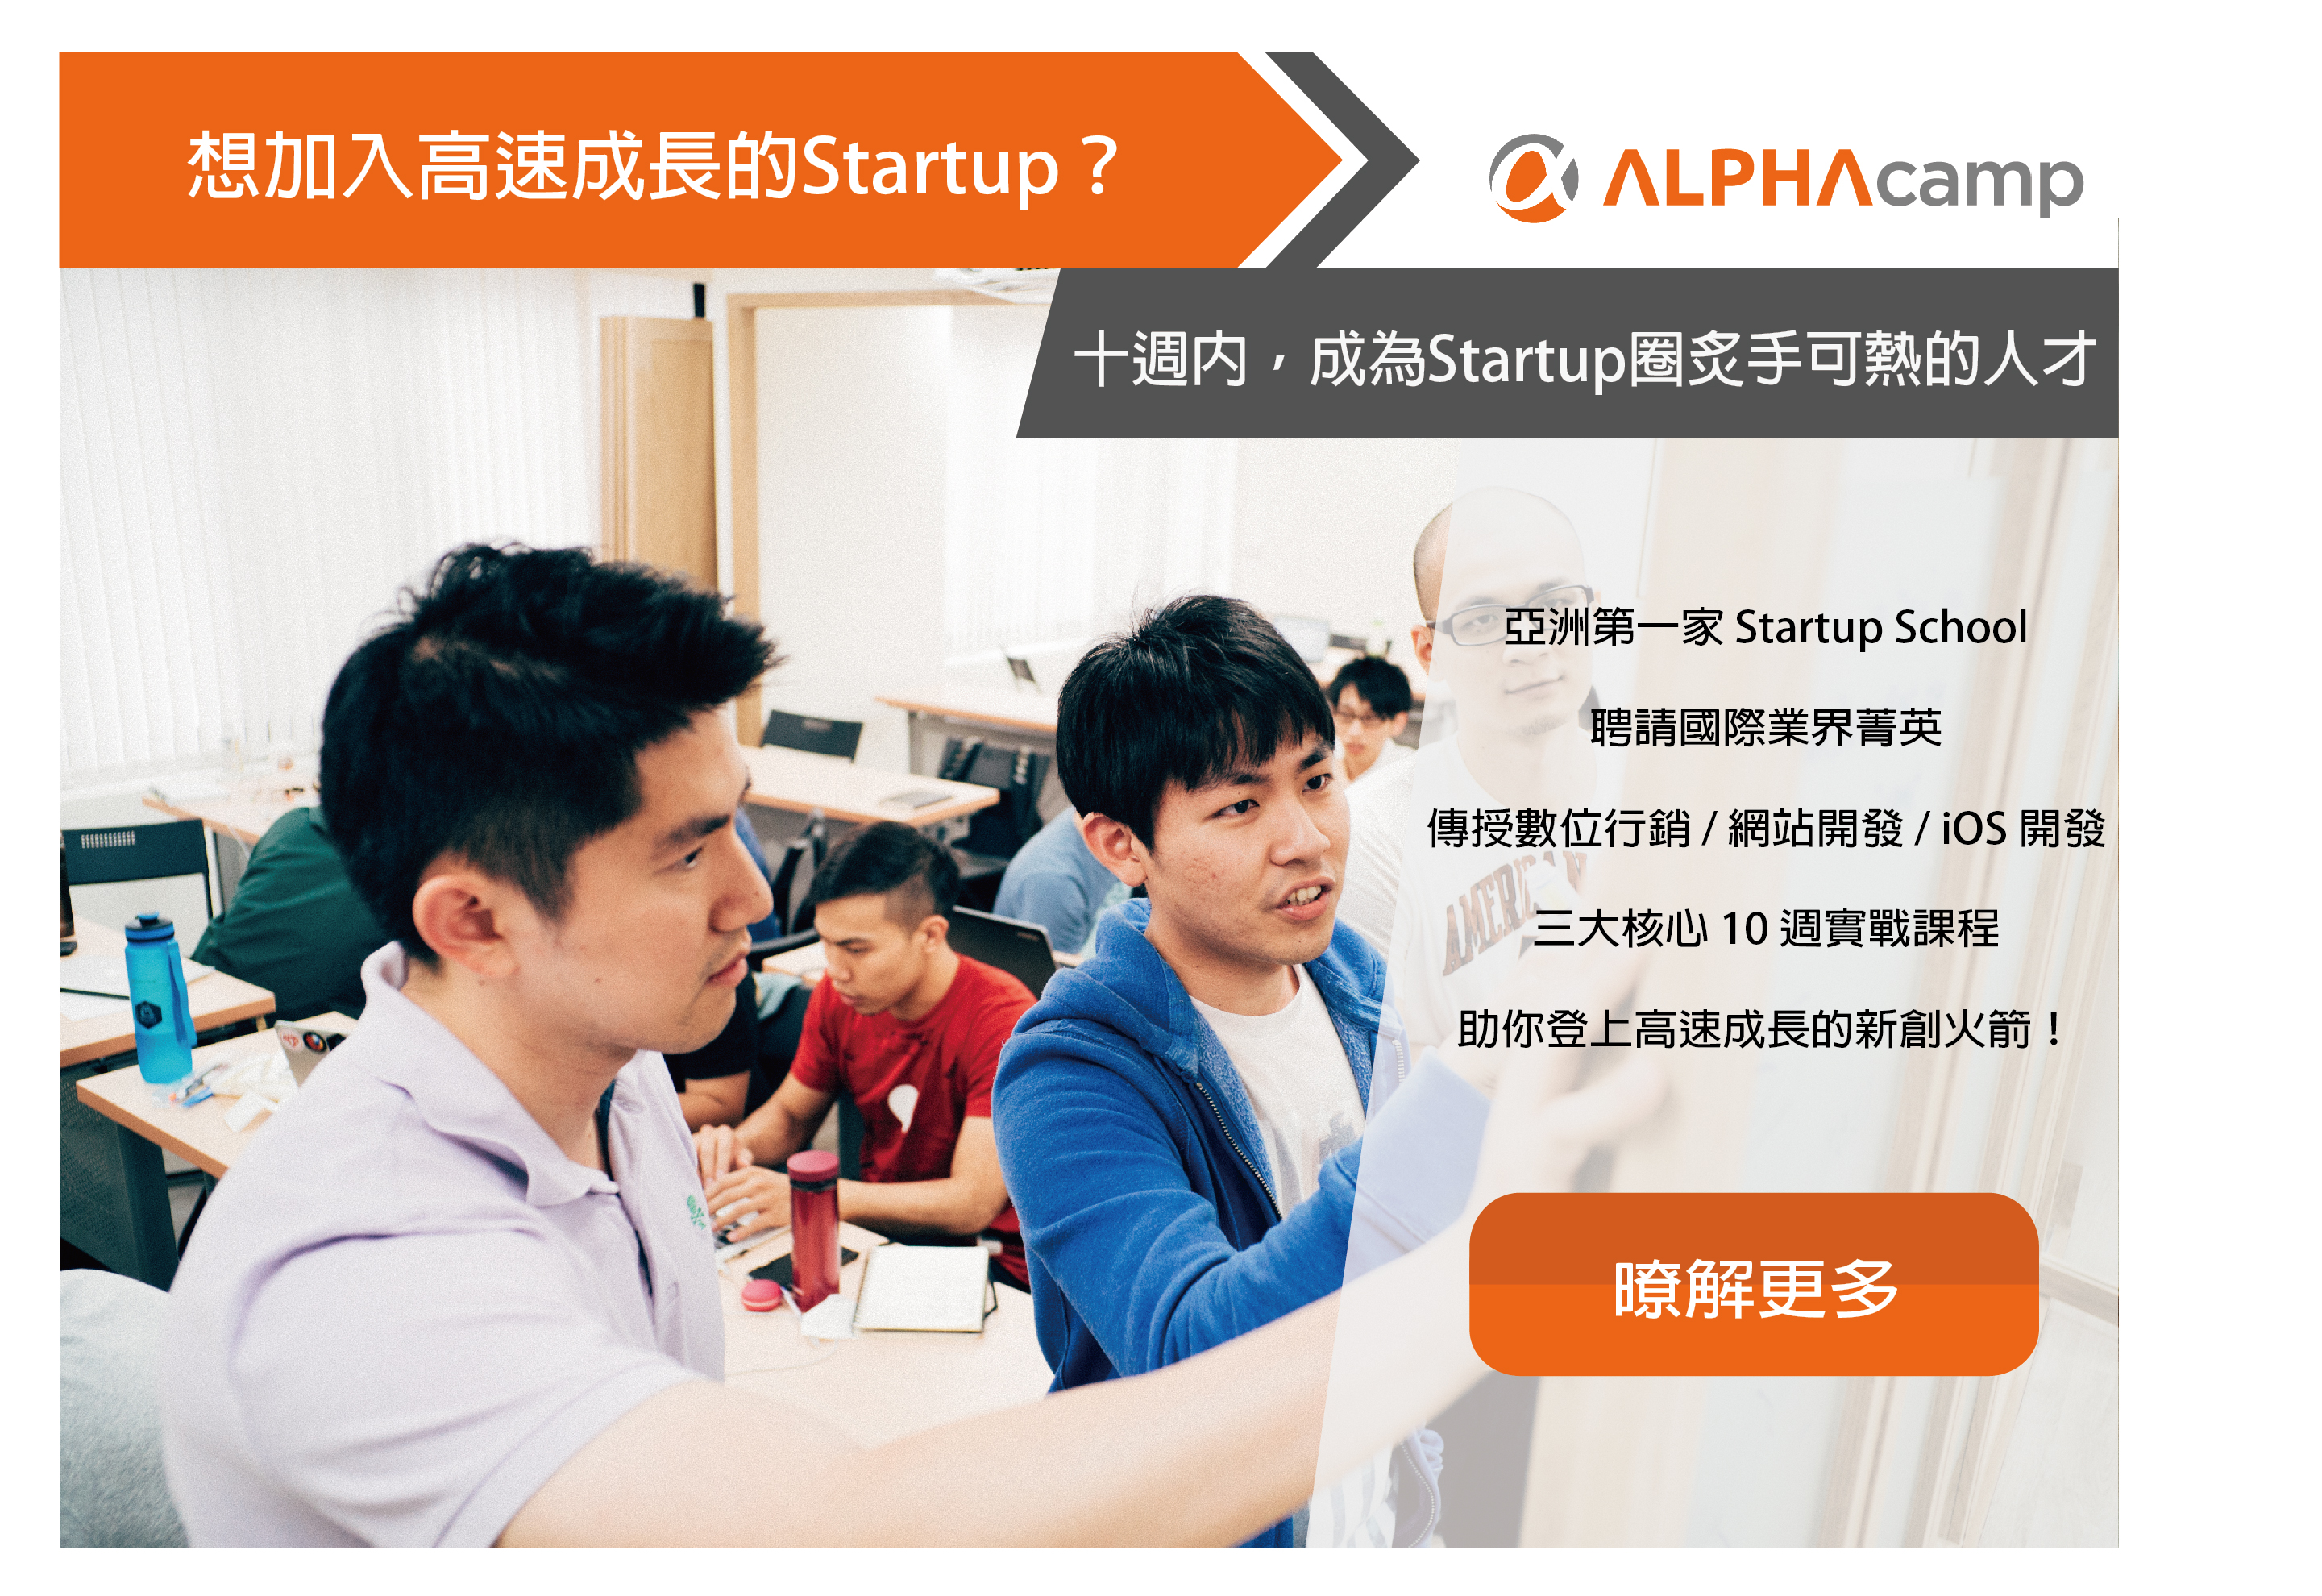 想加入高速成長的Startup？
ALPHAcamp
十週內，成為Startup圈炙手可熱的人才
亞洲第一家 Startup School
聘請國際業界菁英
傳授數位行銷 / 網站開發 / iOS 開發
AMERICAN
三大核心 10 週實戰課程
助你登上高速成長的新創火箭！
瞭解更多